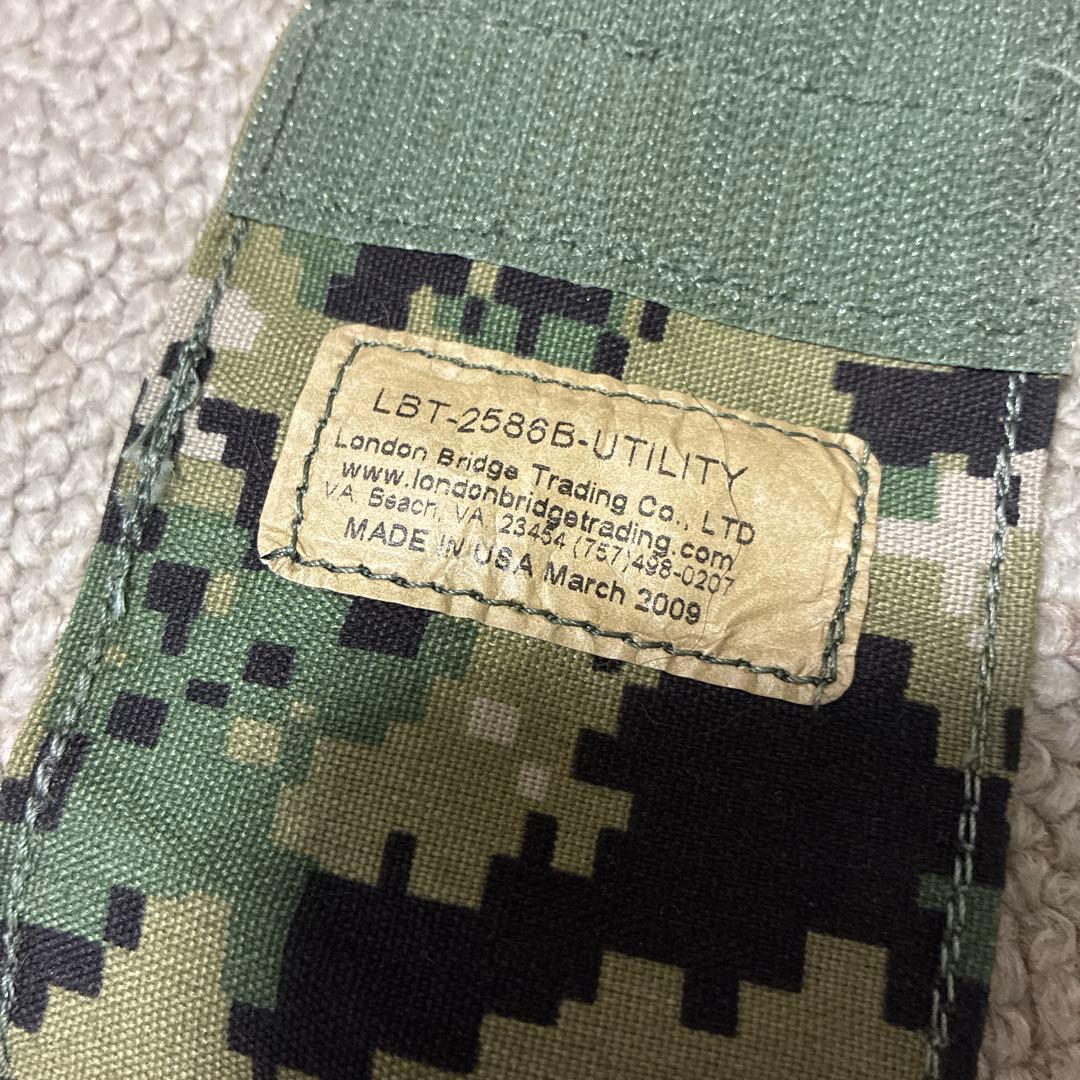 LBT-2586B-UTILITY
London Bridge Trading Co., LTD
www.londonbridgetrading.com
VA. Beach, VA. 23454 (757)498-0207
MADE IN USA March 2009